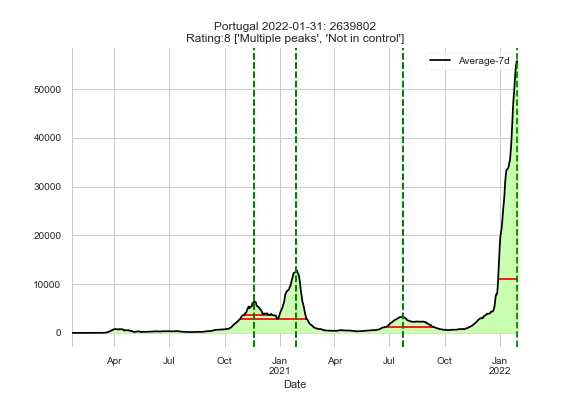 Portugal 2022-01-31: 2639802
Rating:8 ['Multiple peaks', 'Not in control']
Average-7d
50000
40000
30000
20000
10000
0
Apr Jul Oct Jan Apr Jul Oct Jan
2021 2022
Date